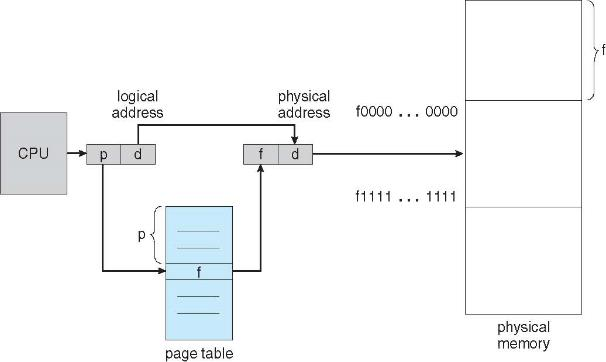 f
logical
address
physical
address
f0000 ... 0000
CPU
p d
f d
f1111 ... 1111
p
f
physical
memory
page table